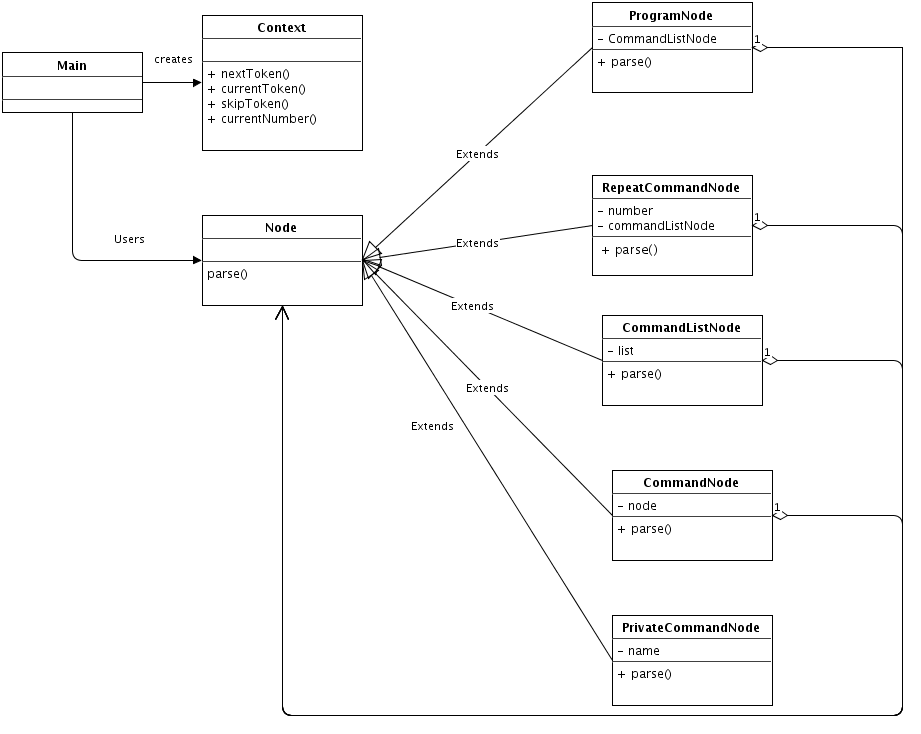 Main
creates
Users
Context
+ nextToken()
+ currentToken()
+ skipToken()
+ currentNumber()
Node
parse()
Extends
Extends
Extends
Extends
Extends
ProgramNode
- CommandListNode
+ parse()
1
RepeatCommandNode
- number
- commandListNode
+ parse()
1
CommandListNode
- list
+ parse()
1
CommandNode
- node
+ parse()
1
PrivateCommandNode
- name
+ parse()